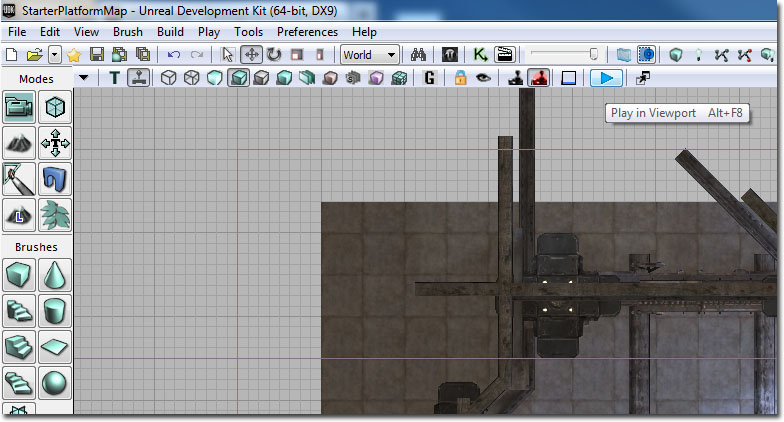 UDK StarterPlatformMap - Unreal Development Kit (64-bit, DX9)
File Edit View Brush Build Play Tools Preferences Help
World
Modes
T G
Play in Viewport Alt+F8
L
Brushes